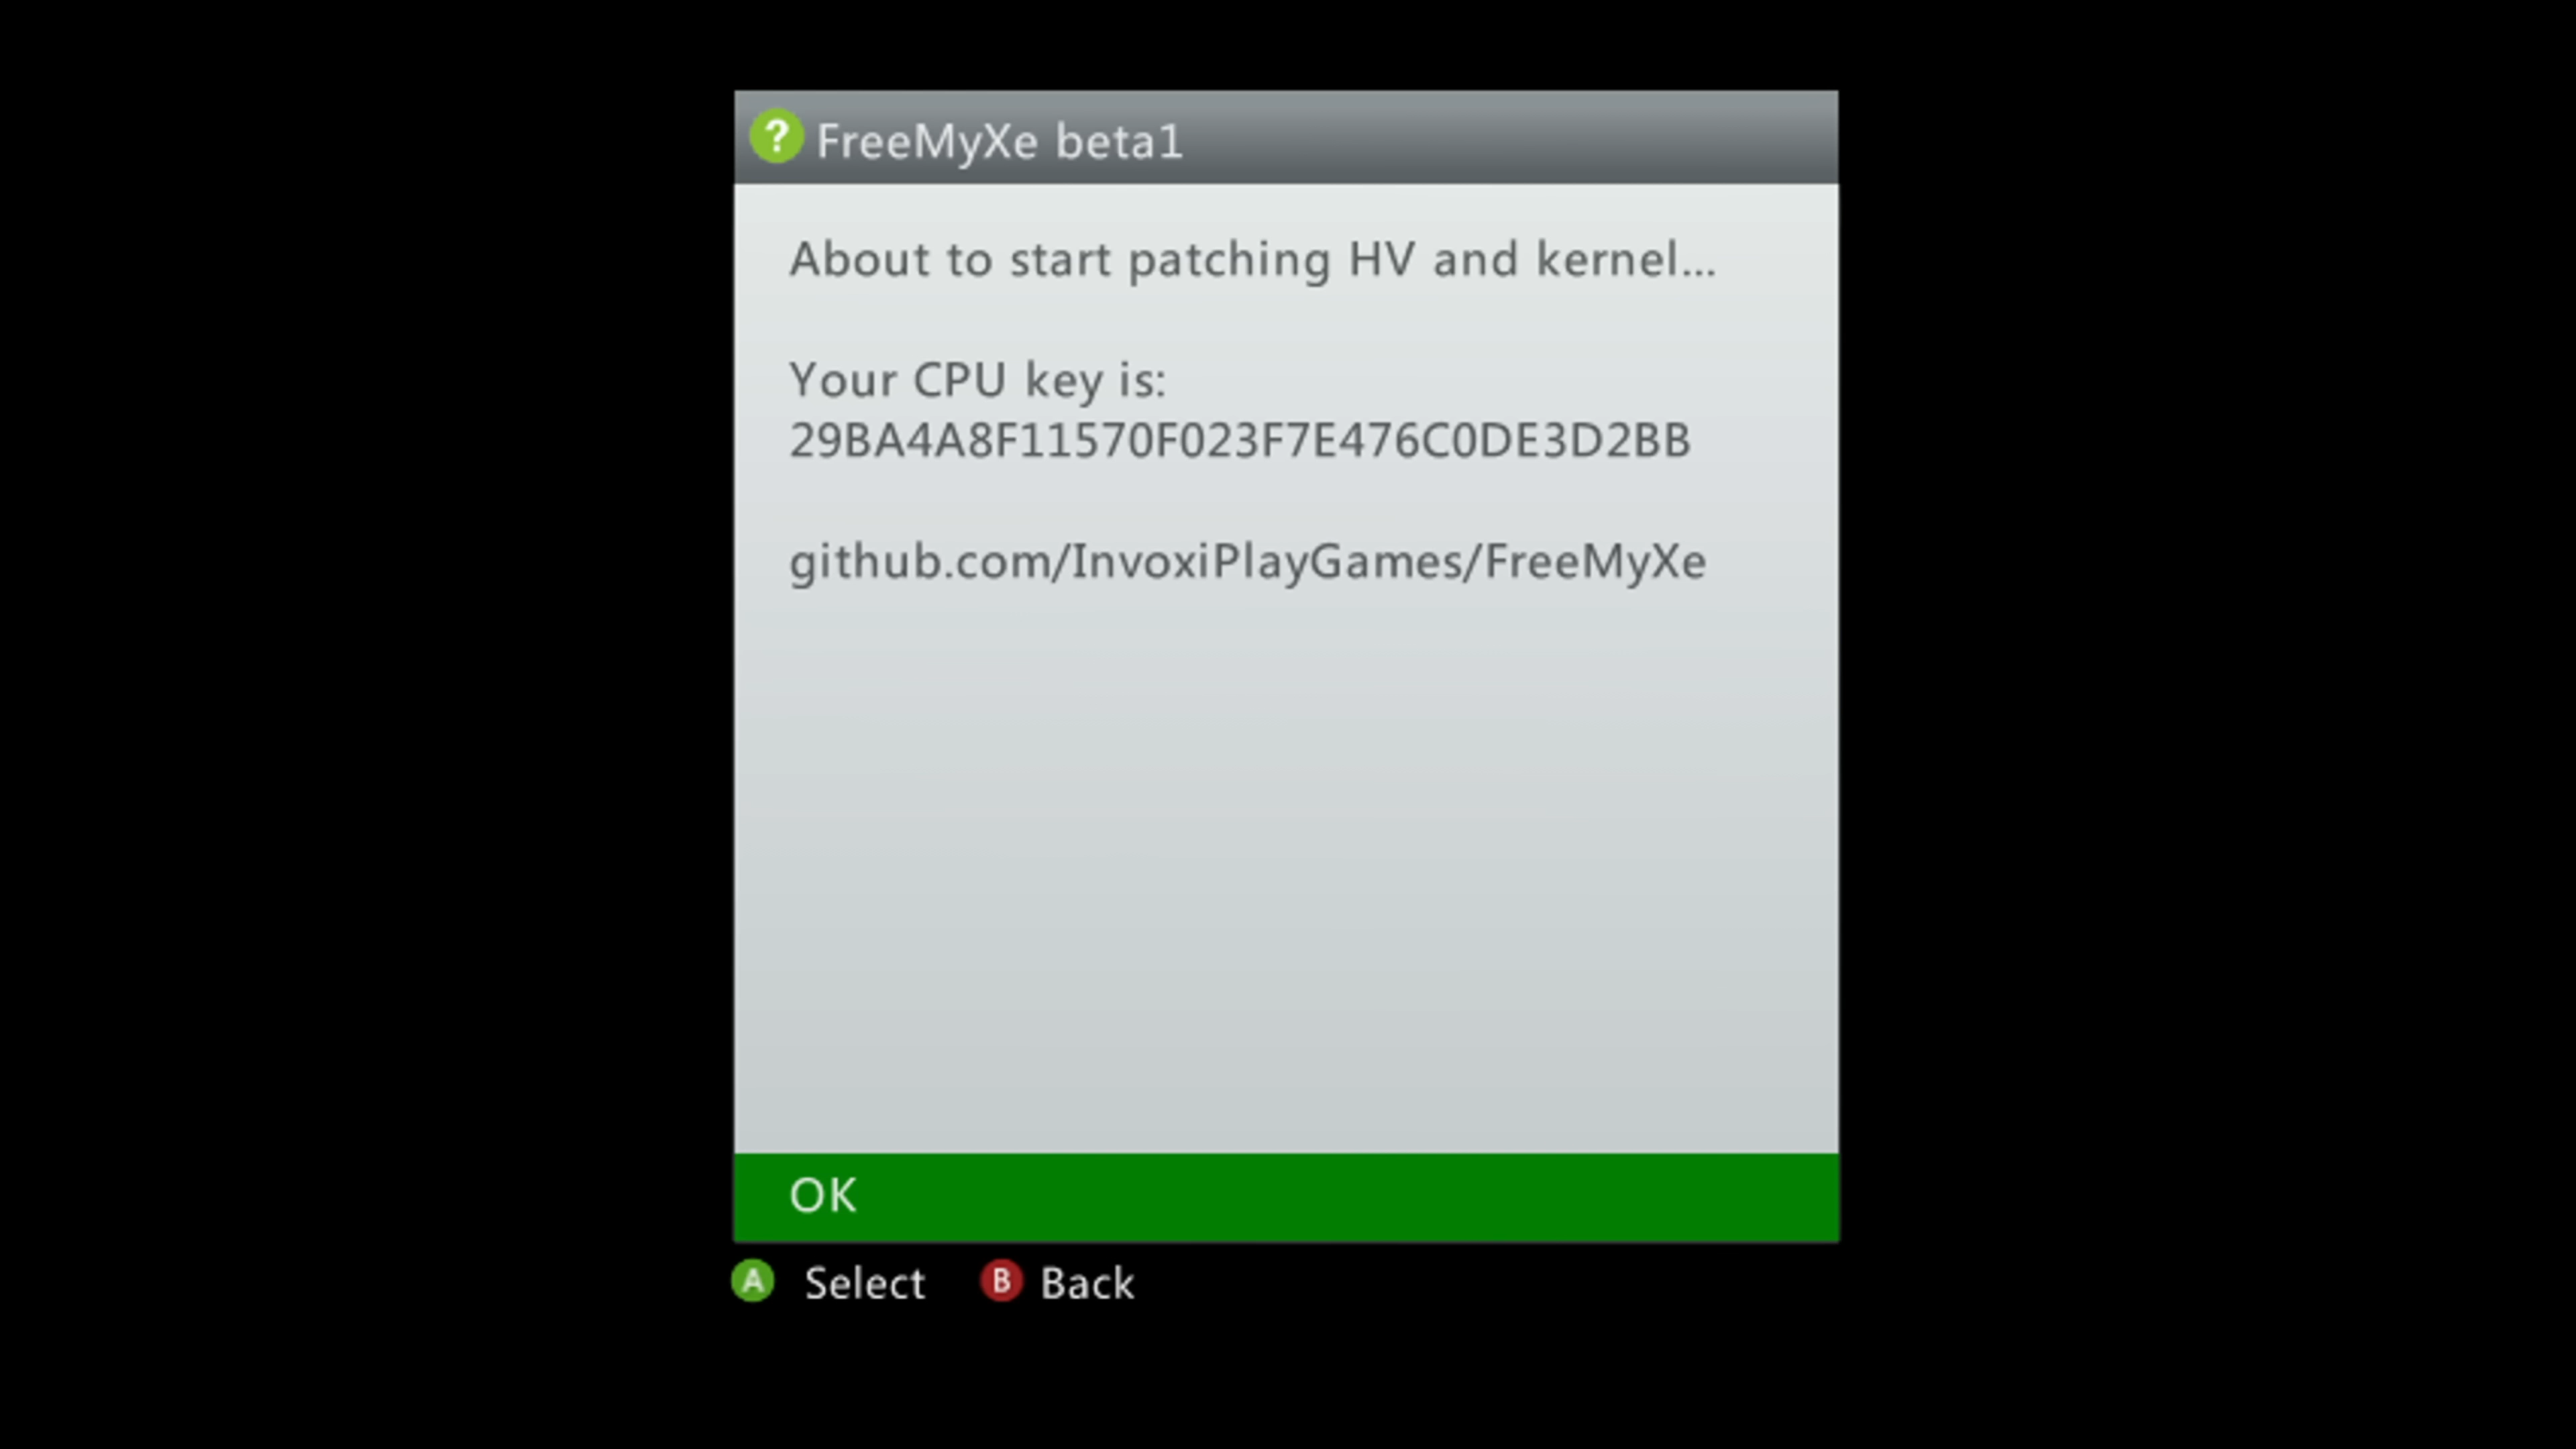 ? FreeMyXe beta1
About to start patching HV and kernel...
Your CPU key is:
29BA4A8F11570F023F7E476C0DE3D2BB
github.com/InvoxiPlayGames/FreeMyXe
OK
A Select B Back